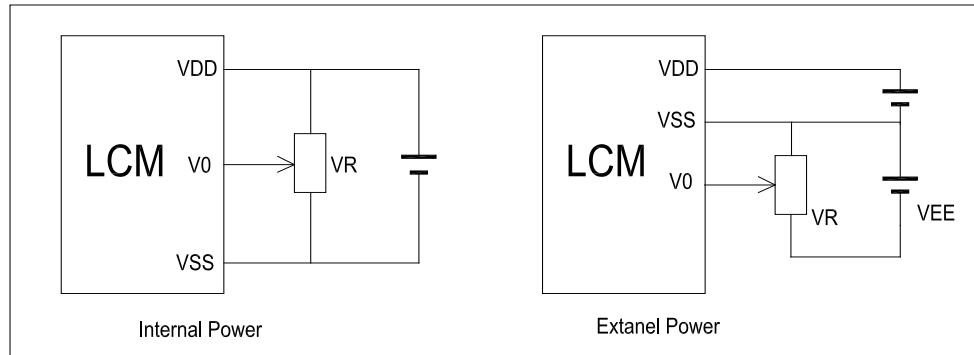 VDD
LCM
V0
VR
VSS
Internal Power
VDD
VSS
LCM
V0
VR
VEE
Extanel Power